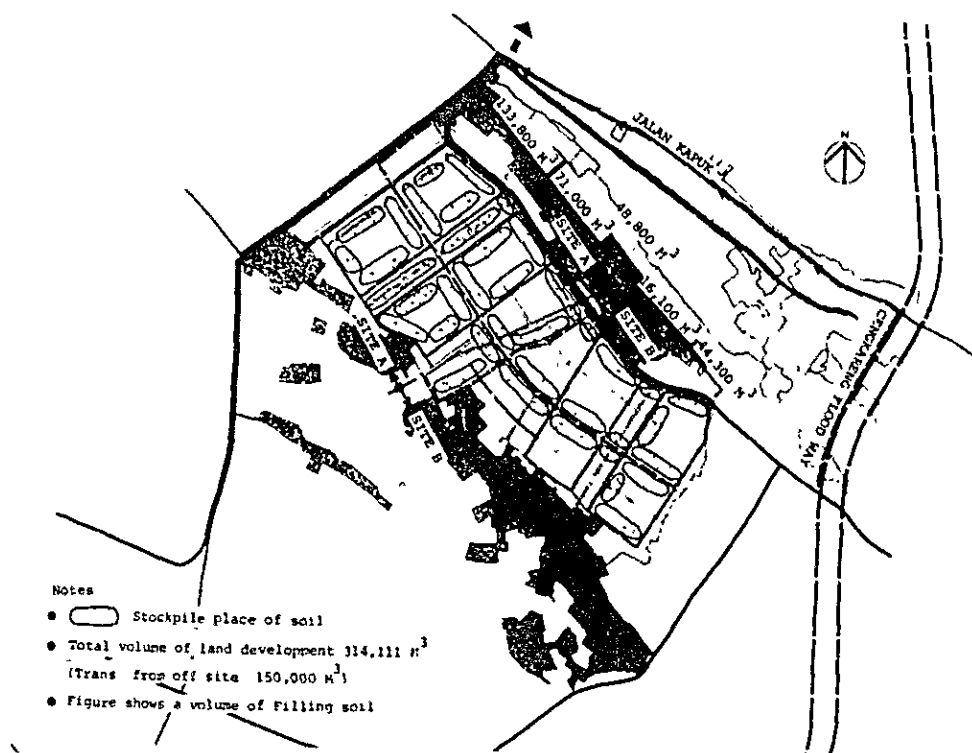 133,800 M³
71,000 M³
48,800 M³
16,100 M³
44,300 M³
JALAN KAPUK
N
SITE A
SITE B
SITE A
SITE B
CENGKARENG FLOOD WAY
Notes
● Stockpile place of soil
● Total volume of land development 314,111 M³
(Trans from off site 150,000 M³)
● Figure shows a volume of Filling soil